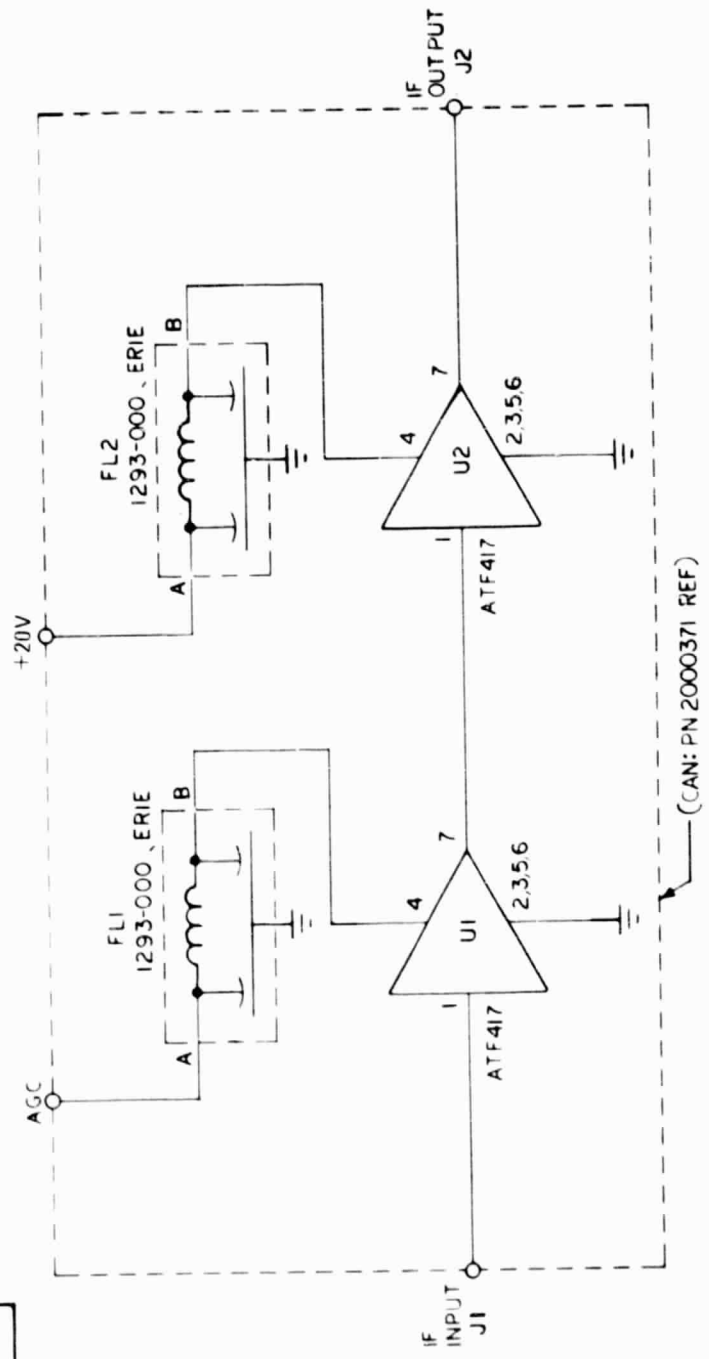 AGC
+20V
FL1
1293-000, ERIE
A
B
FL2
1293-000, ERIE
A
B
IF
INPUT
J1
1
4
U1
7
2,3,5,6
ATF417
1
4
U2
7
2,3,5,6
ATF417
IF
OUTPUT
J2
(CAN: PN 2000371 REF)